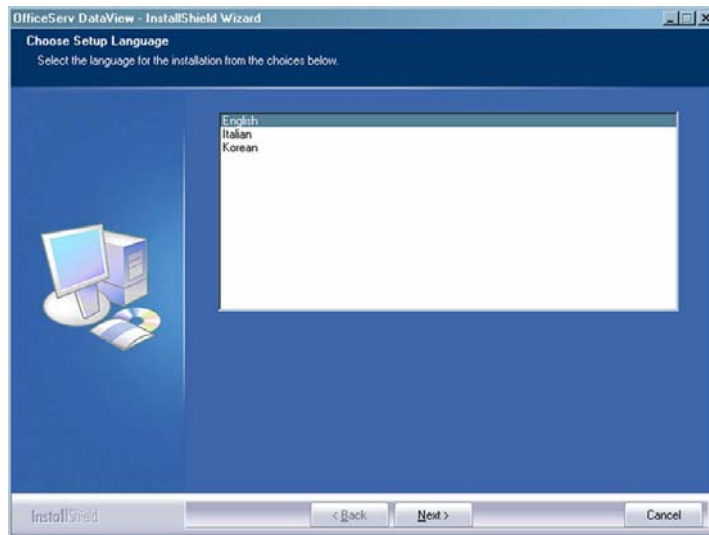 OfficeServ DataView - InstallShield Wizard
Choose Setup Language
Select the language for the installation from the choices below.
English
Italian
Korean
InstallShield
< Back
Next >
Cancel